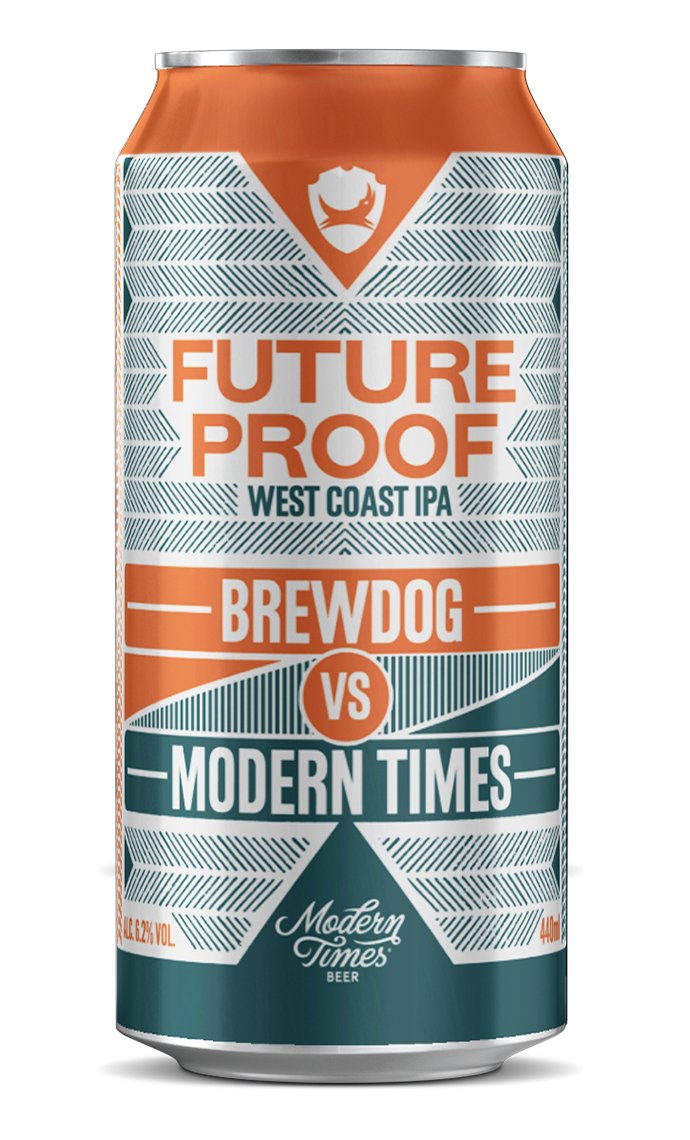 FUTURE
PROOF
WEST COAST IPA
BREWDOG
VS
MODERN TIMES
ALC. 6.2% VOL.
440ml
Modern
Times
BEER